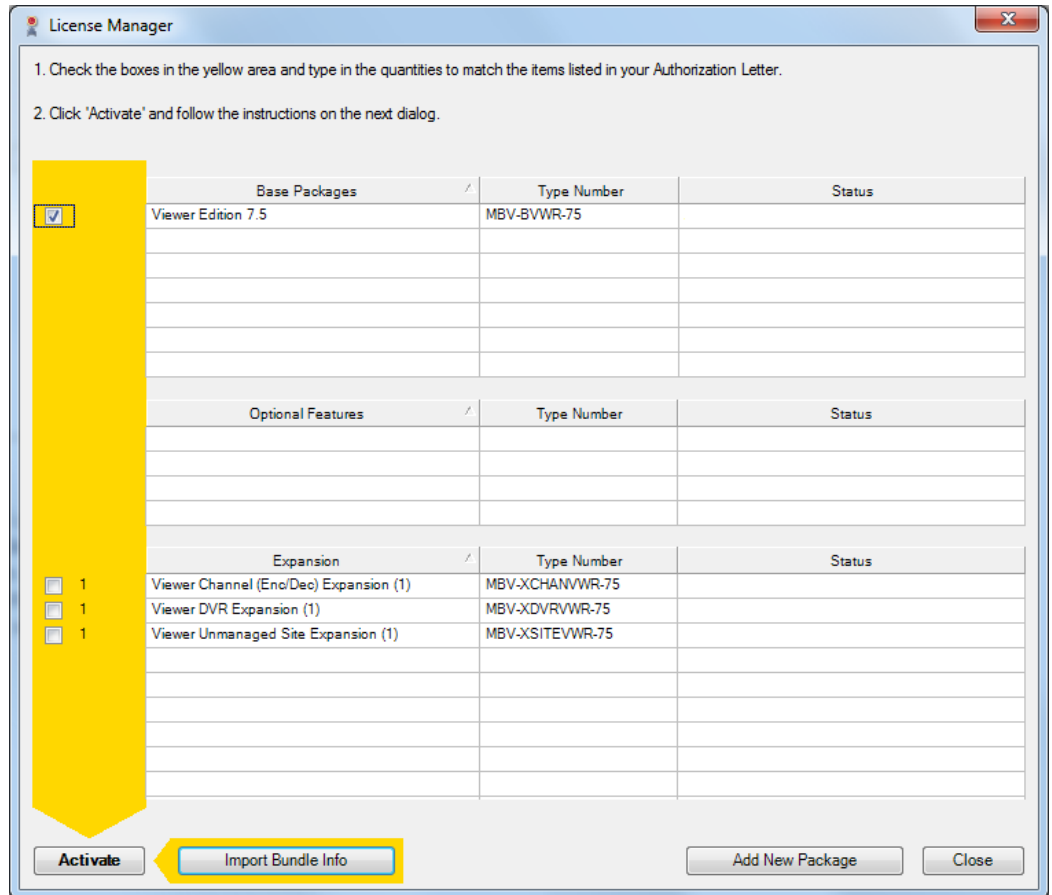 License Manager
1. Check the boxes in the yellow area and type in the quantities to match the items listed in your Authorization Letter.
2. Click 'Activate' and follow the instructions on the next dialog.
Base Packages Type Number Status
Viewer Edition 7.5 MBV-BVWR-75
Optional Features Type Number Status
Expansion Type Number Status
1 Viewer Channel (Enc/Dec) Expansion (1) MBV-XCHANVWR-75
1 Viewer DVR Expansion (1) MBV-XDVRVWR-75
1 Viewer Unmanaged Site Expansion (1) MBV-XSITEVWR-75
Activate Import Bundle Info Add New Package Close